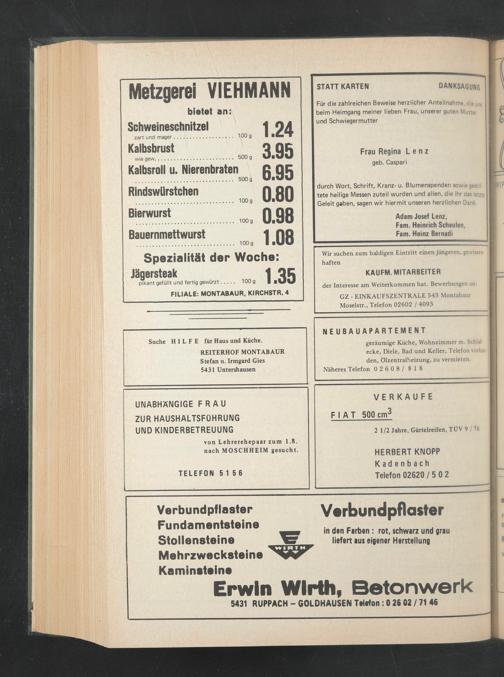 Metzgerei VIEHMANN
bietet an:
Schweineschnitzel
zart und mager 100 g 1.24
Kalbsbrust
wie gew. 500 g 3.95
Kalbsroll u. Nierenbraten
500 g 6.95
Rindswürstchen
100 g 0.80
Bierwurst
100 g 0.98
Bauernmettwurst
100 g 1.08
Spezialität der Woche:
Jägersteak
pikant gefüllt und fertig gewürzt 100 g 1.35
FILIALE: MONTABAUR, KIRCHSTR. 4
Suche HILFE für Haus und Küche.
REITERHOF MONTABAUR
Stefan u. Irmgard Gies
5431 Untershausen
UNABHÄNGIGE FRAU
ZUR HAUSHALTSFÜHRUNG
UND KINDERBETREUUNG
von Lehrerehepaar zum 1.8.
nach MOSCHHEIM gesucht.
TELEFON 5156
STATT KARTEN DANKSAGUNG
Für die zahlreichen Beweise herzlicher Anteilnahme, die uns
beim Heimgang meiner lieben Frau, unserer guten Mutter
und Schwiegermutter
Frau Regina Lenz
geb. Caspari
durch Wort, Schrift, Kranz- u. Blumenspenden sowie
tete heilige Messen zuteil wurden und allen, die ihr das letzte
Geleit gaben, sagen wir hiermit unseren herzlichen Dank.
Adam Josef Lenz,
Fam. Heinrich Scheulen,
Fam. Heinz Bernadi
Wir suchen zum baldigen Eintritt einen jüngeren, gewissen-
haften
KAUFM. MITARBEITER
der Interesse am Weiterkommen hat. Bewerbungen an:
GZ - EINKAUFSZENTRALE 543 Montabaur
Moselstr., Telefon 02602 / 4093
NEUBAUAPARTEMENT
geräumige Küche, Wohnzimmer m.
ecke, Diele, Bad und Keller, Telefon
den, Ölzentralheizung, zu vermieten.
Näheres Telefon 02608/ 818
VERKAUFE
FIAT 500 cm³
2 1/2 Jahre, Gürtelreifen, TÜV 9 / 76
HERBERT KNOPP
Kadenbach
Telefon 02620 / 502
Verbundpflaster
Fundamentsteine
Stollensteine
Mehrzwecksteine
Kaminsteine
WIRTH
Verbundpflaster
in den Farben : rot, schwarz und grau
liefert aus eigener Herstellung
Erwin Wirth, Betonwerk
5431 RUPPACH – GOLDHAUSEN Telefon : 0 26 02 / 71 46